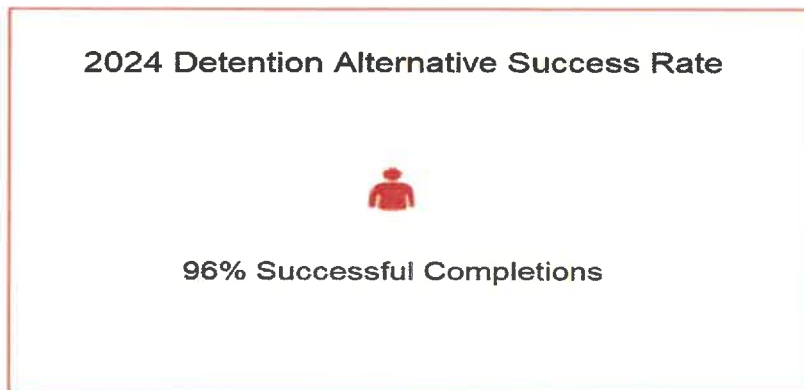 2024 Detention Alternative Success Rate
96% Successful Completions